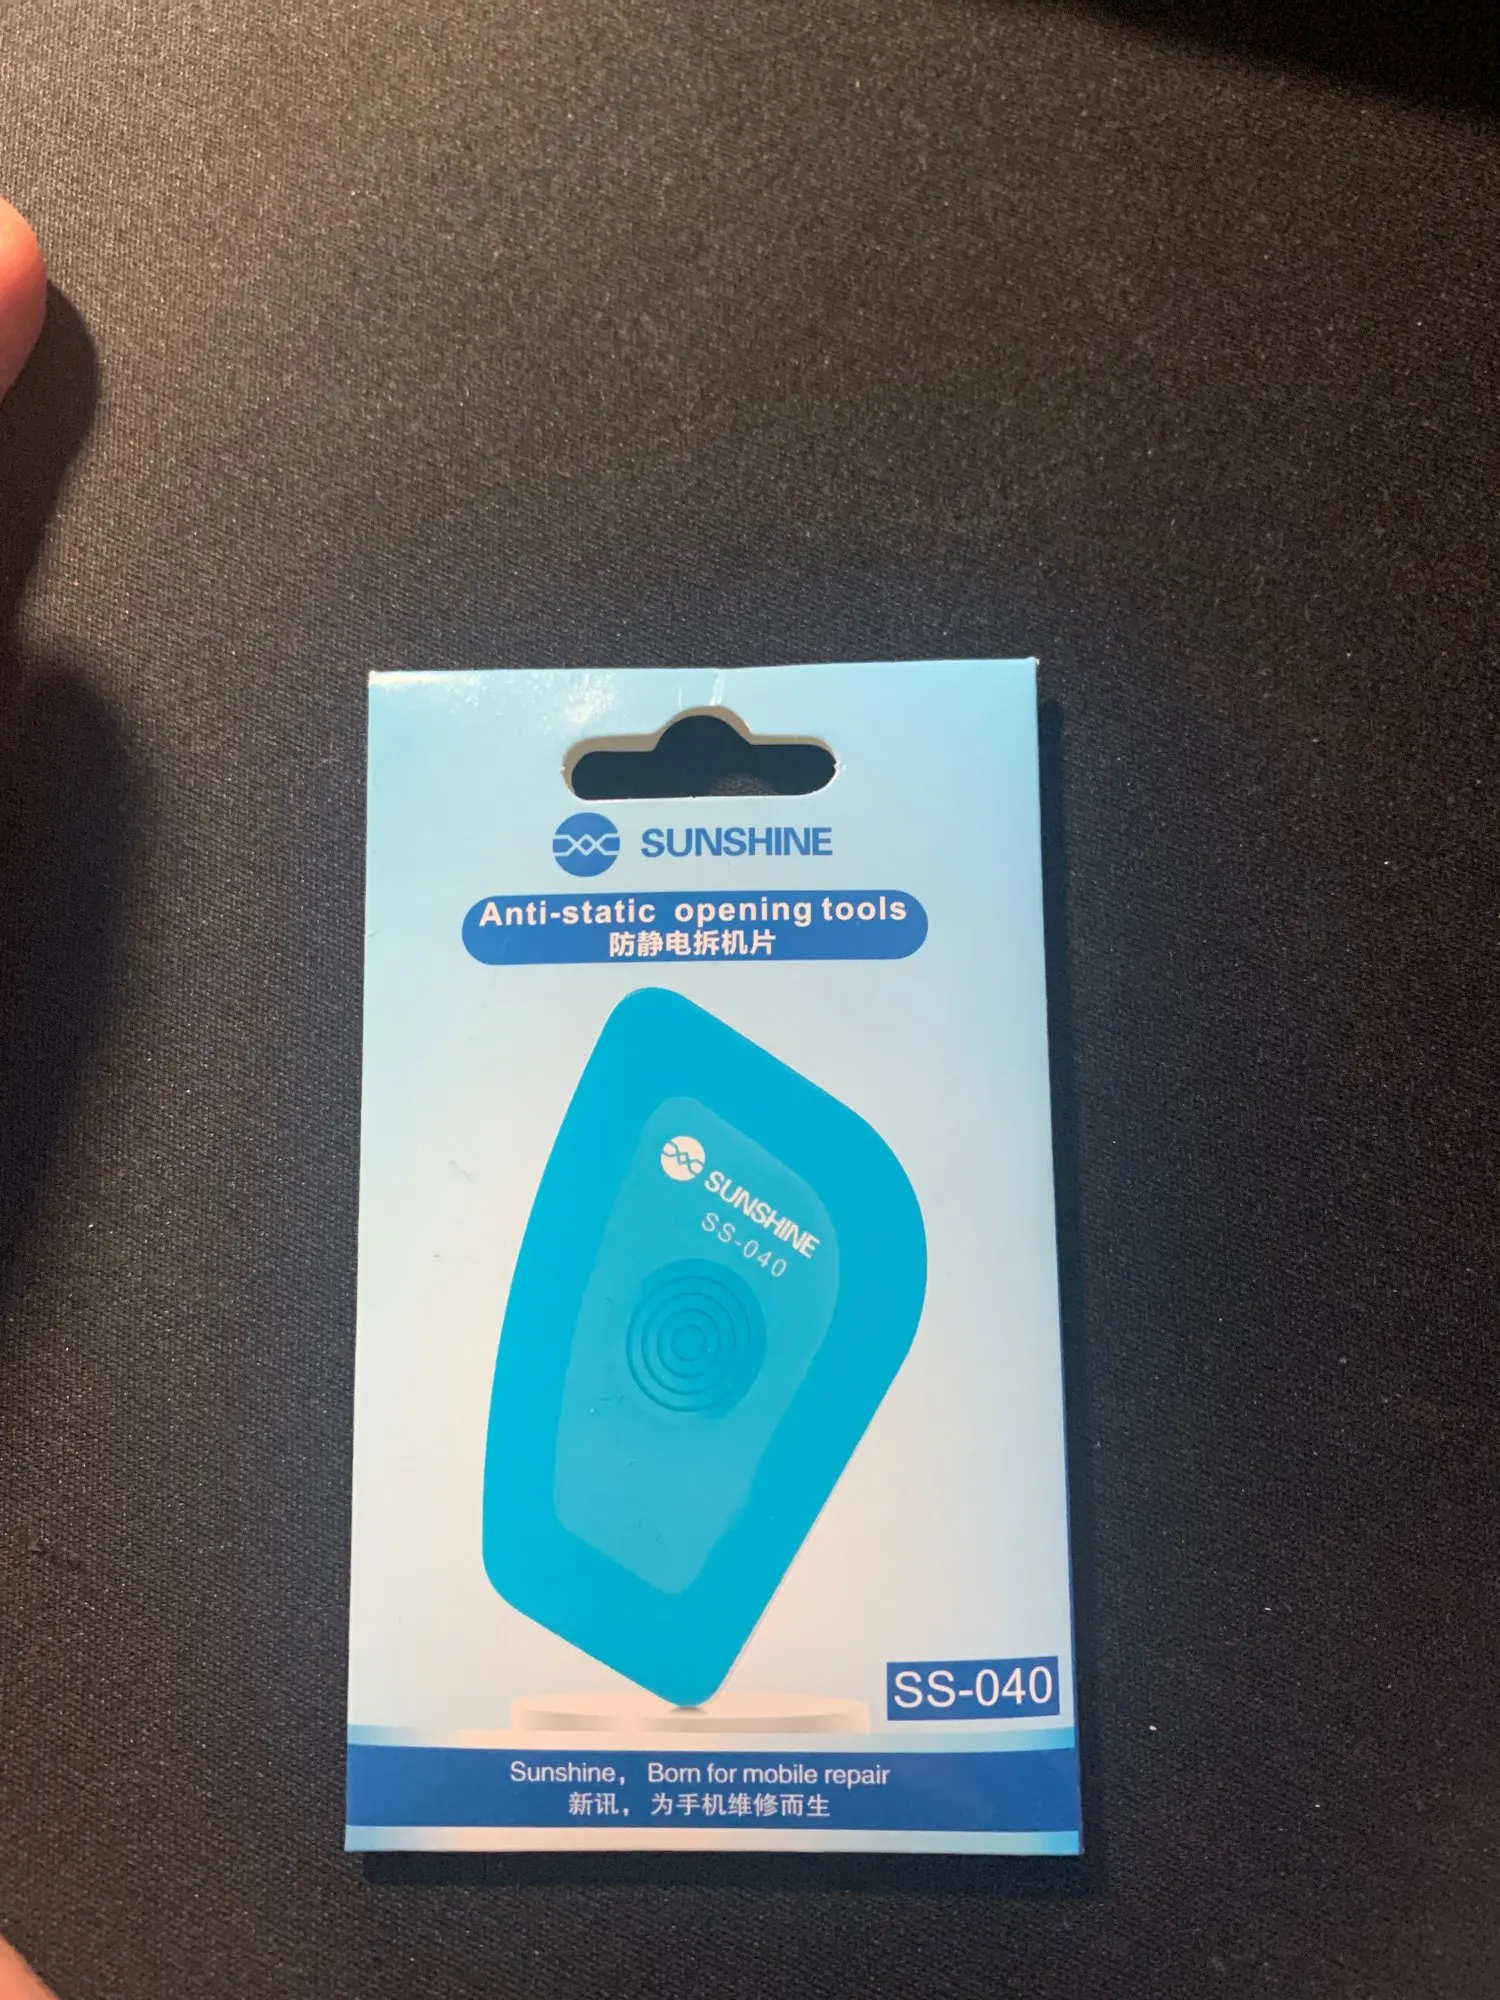 SUNSHINE
Anti-static opening tools
防静电拆机片
SUNSHINE
SS-040
SS-040
Sunshine, Born for mobile repair
新讯，为手机维修而生